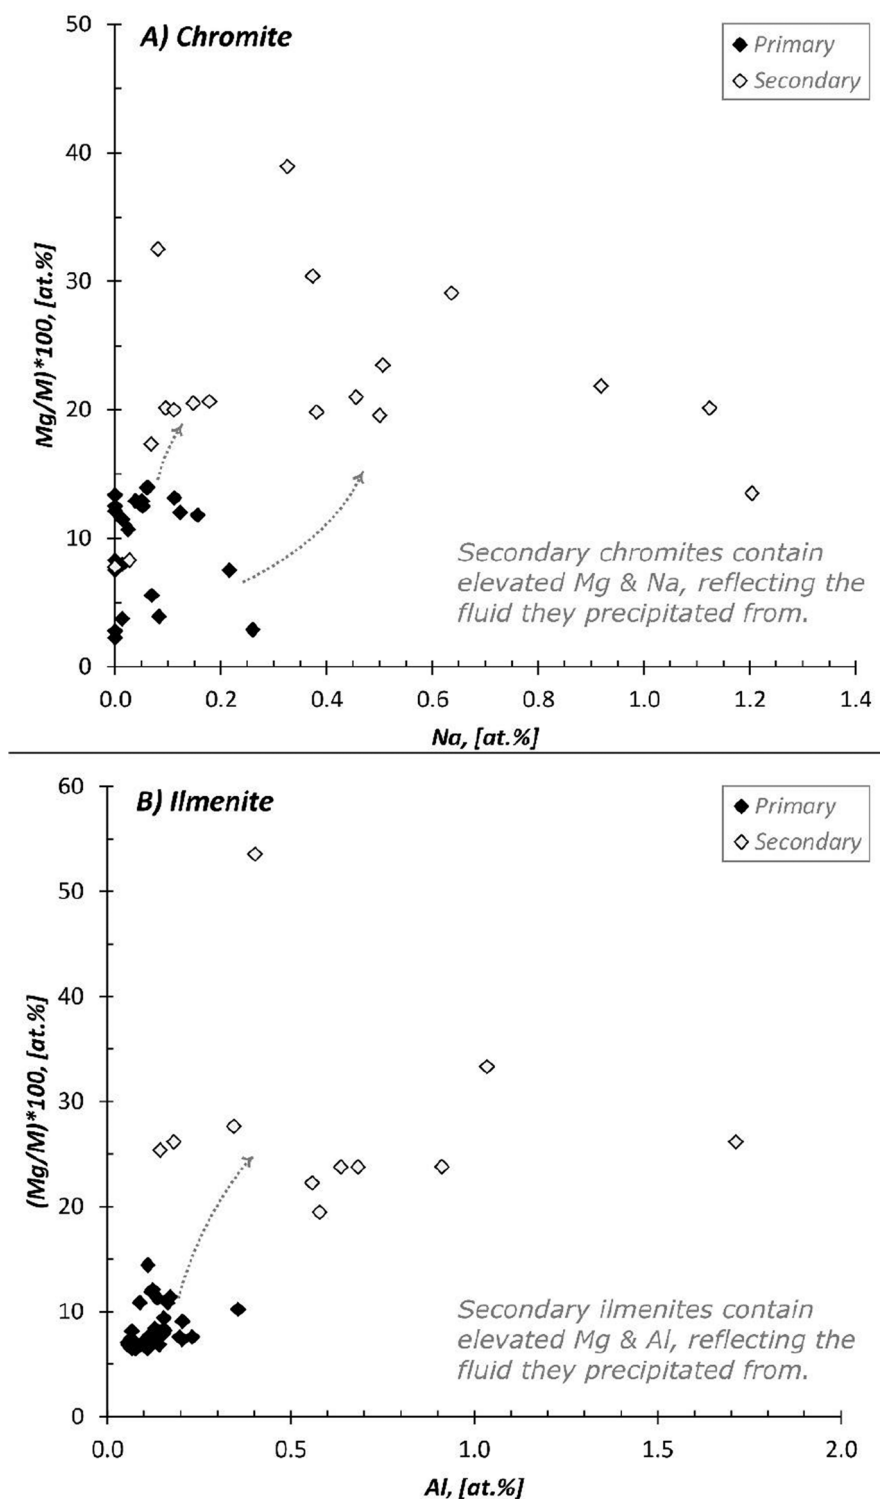 A) Chromite
Primary
Secondary
50
40
30
20
10
0
Mg/M)*100, [at.%]
Secondary chromites contain
elevated Mg & Na, reflecting the
fluid they precipitated from.
0.0 0.2 0.4 0.6 0.8 1.0 1.2 1.4
Na, [at.%]
B) Ilmenite
Primary
Secondary
60
50
40
30
20
10
0
(Mg/M)*100, [at.%]
Secondary ilmenites contain
elevated Mg & Al, reflecting the
fluid they precipitated from.
0.0 0.5 1.0 1.5 2.0
Al, [at.%]